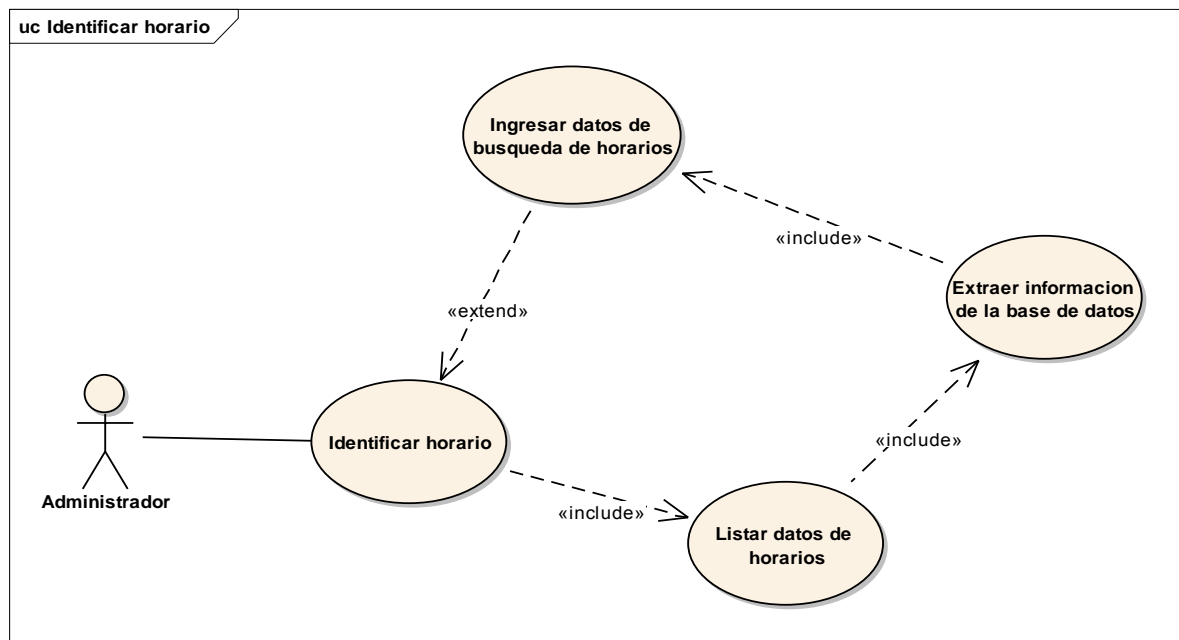 uc Identificar horario
Ingresar datos de
busqueda de horarios
«include»
Extraer informacion
de la base de datos
«extend»
Identificar horario
«include»
Administrador
«include»
Listar datos de
horarios